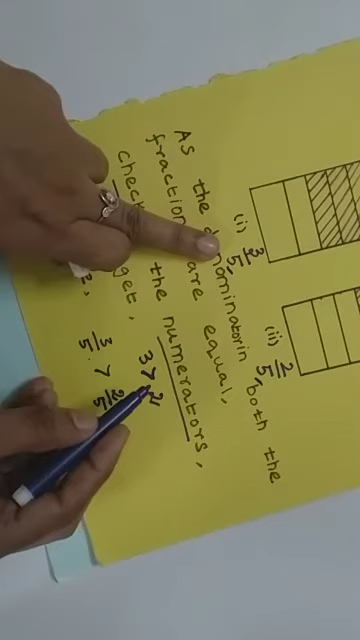 (i) 3/5, (ii) 2/5,
As the denominator in both the
fraction are equal,
check the numerators,
get, 3 > 2
3/5 > 2/5